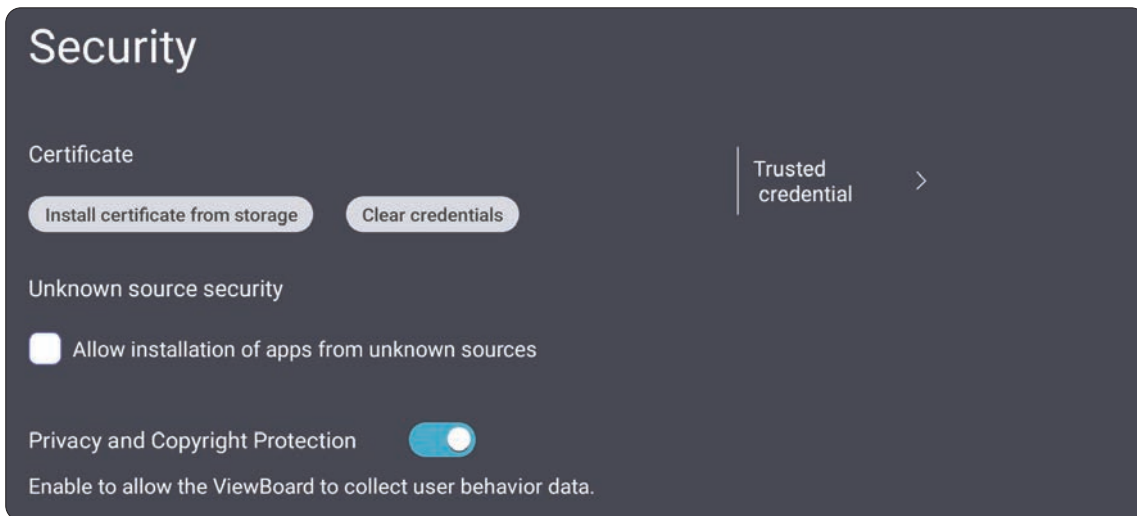 Security
Certificate
Install certificate from storage
Clear credentials
Trusted
credential
Unknown source security
Allow installation of apps from unknown sources
Privacy and Copyright Protection
Enable to allow the ViewBoard to collect user behavior data.